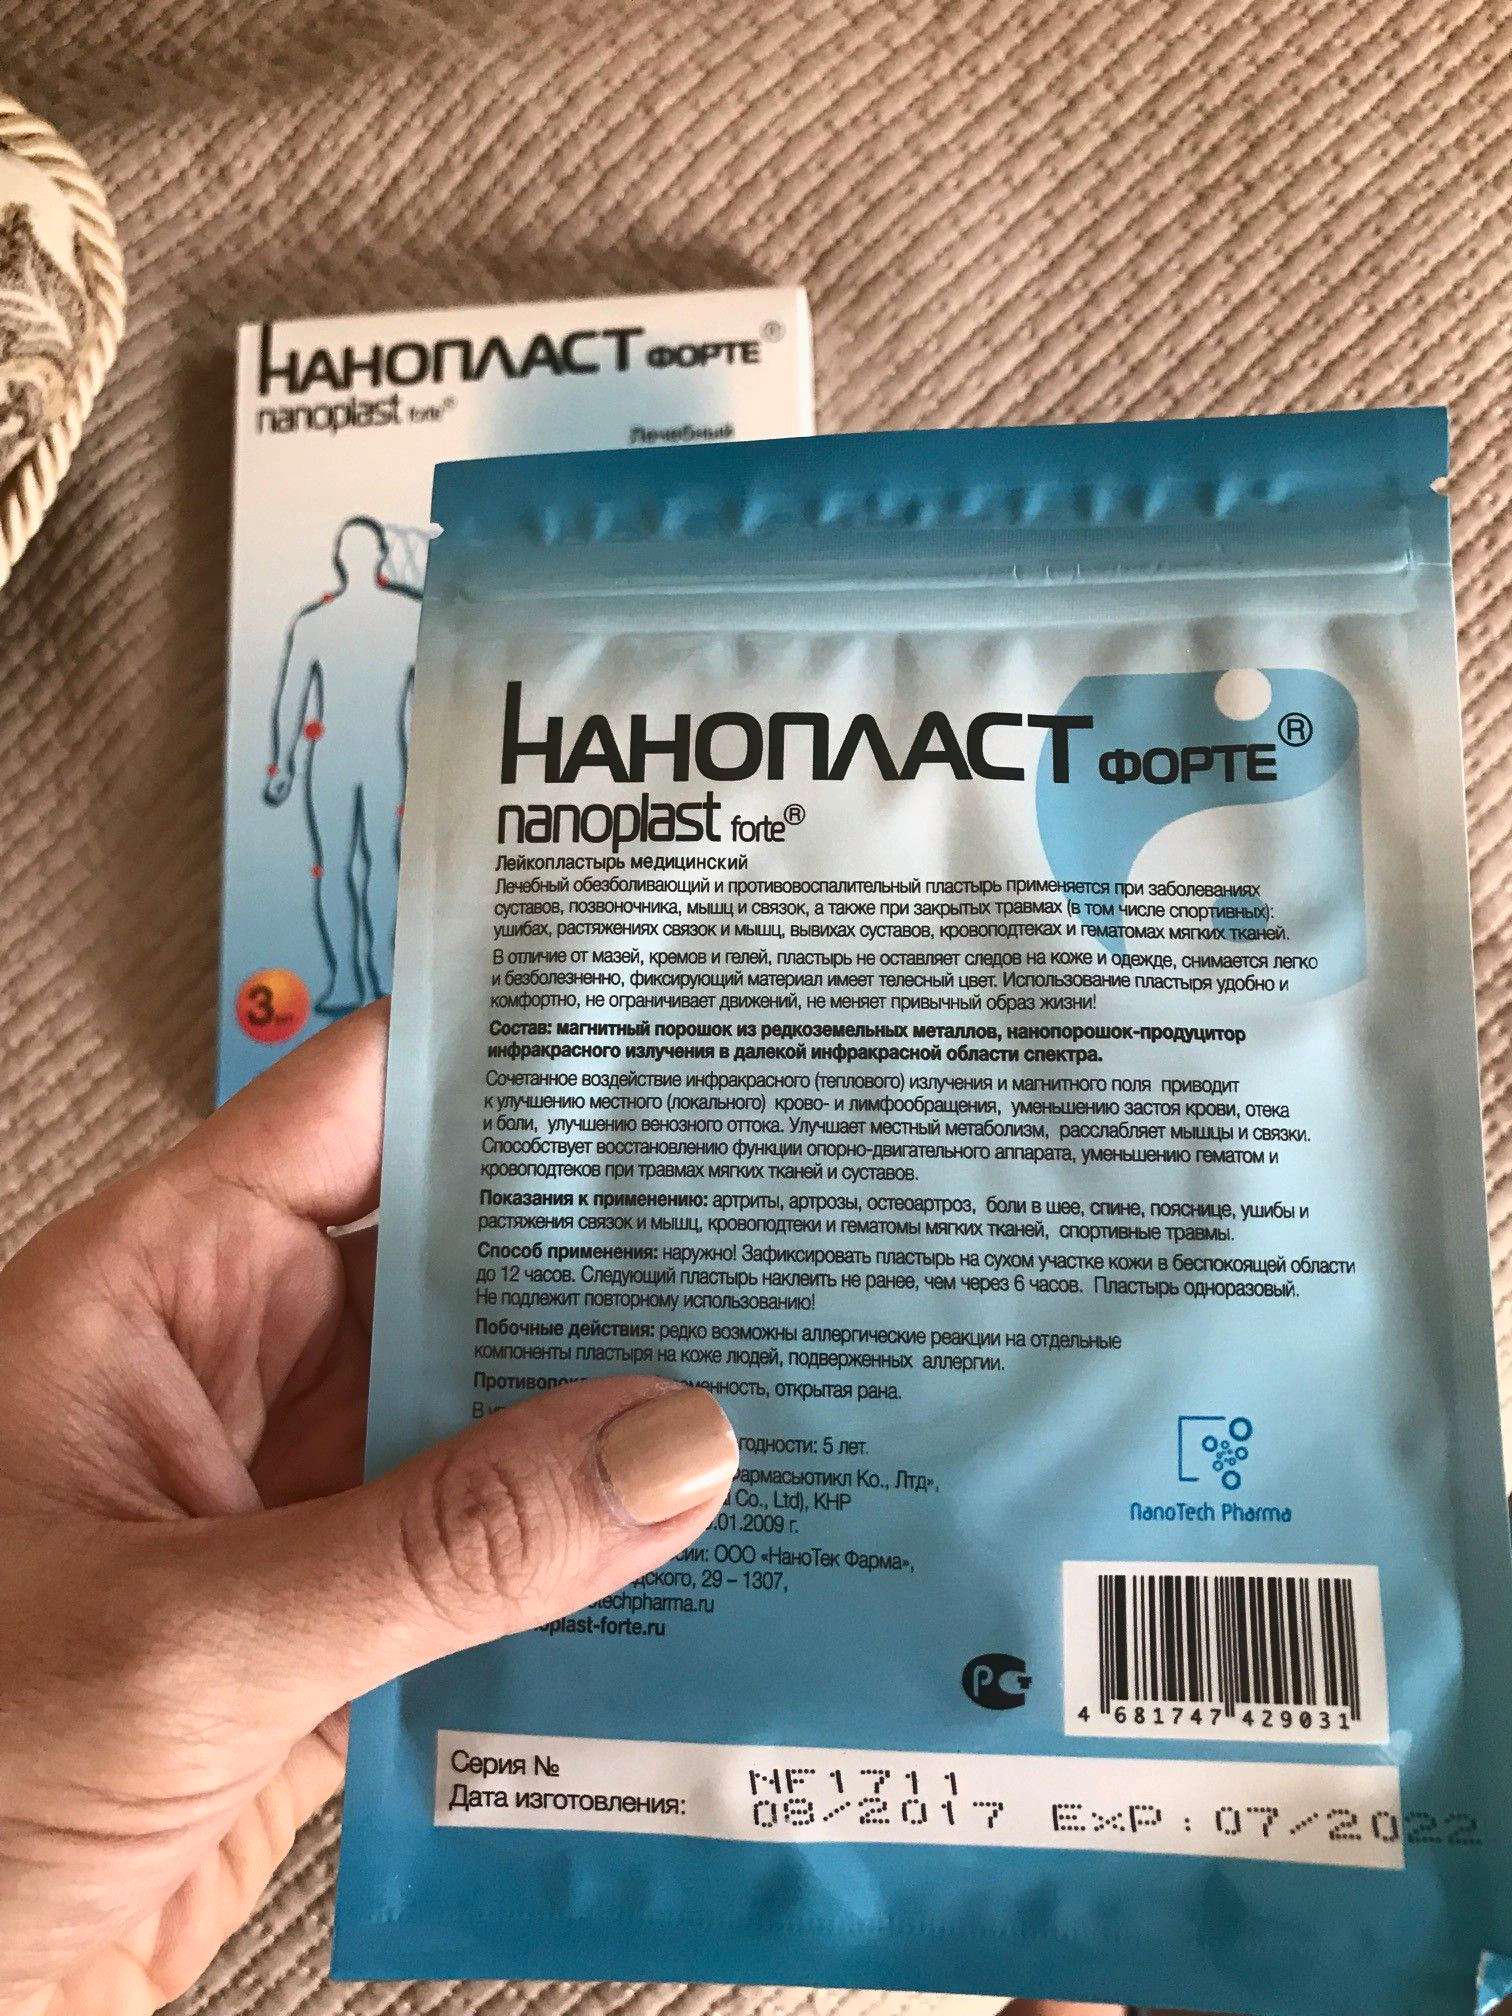 НАНОПЛАСТ ФОРТЕ®
nanoplast forte®
Лечебный
3
НАНОПЛАСТ ФОРТЕ®
nanoplast forte®
Лейкопластырь медицинский
Лечебный обезболивающий и противовоспалительный пластырь применяется при заболеваниях
суставов, позвоночника, мышц и связок, а также при закрытых травмах (в том числе спортивных):
ушибах, растяжениях связок и мышц, вывихах суставов, кровоподтеках и гематомах мягких тканей.
В отличие от мазей, кремов и гелей, пластырь не оставляет следов на коже и одежде, снимается легко
и безболезненно, фиксирующий материал имеет телесный цвет. Использование пластыря удобно и
комфортно, не ограничивает движений, не меняет привычный образ жизни!
Состав: магнитный порошок из редкоземельных металлов, нанопорошок-продуцитор
инфракрасного излучения в далекой инфракрасной области спектра.
Сочетанное воздействие инфракрасного (теплового) излучения и магнитного поля приводит
к улучшению местного (локального) крово- и лимфообращения, уменьшению застоя крови, отека
и боли, улучшению венозного оттока. Улучшает местный метаболизм, расслабляет мышцы и связки.
Способствует восстановлению функции опорно-двигательного аппарата, уменьшению гематом и
кровоподтеков при травмах мягких тканей и суставов.
Показания к применению: артриты, артрозы, остеоартроз, боли в шее, спине, пояснице, ушибы и
растяжения связок и мышц, кровоподтеки и гематомы мягких тканей, спортивные травмы.
Способ применения: наружно! Зафиксировать пластырь на сухом участке кожи в беспокоящей области
до 12 часов. Следующий пластырь наклеить не ранее, чем через 6 часов. Пластырь одноразовый.
Не подлежит повторному использованию!
Побочные действия: редко возможны аллергические реакции на отдельные
компоненты пластыря на коже людей, подверженных аллергии.
открытая рана.
В
годности: 5 лет.
Ко., Лтд»,
Co., Ltd), КНР
.01.2009 г.
ООО «НаноТек Фарма»,
29 – 1307,
techpharma.ru
plast-forte.ru
NanoTech Pharma
РСТ
4 681747 429031
Серия № NF1711
Дата изготовления: 08/2017 EXP: 07/2022